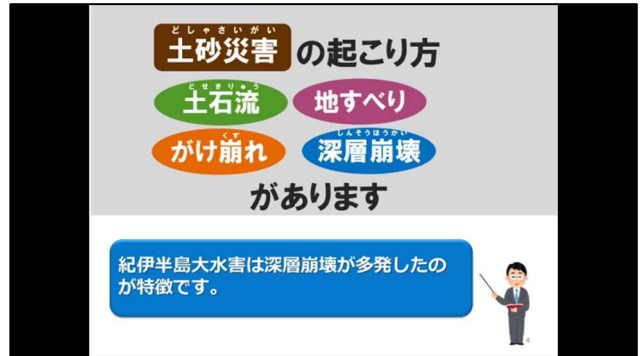 どしゃさいがい
土砂災害の起こり方
どせきりゅう
土石流 地すべり
くず しんそうほうかい
がけ崩れ 深層崩壊
があります
紀伊半島大水害は深層崩壊が多発したの
が特徴です。
4